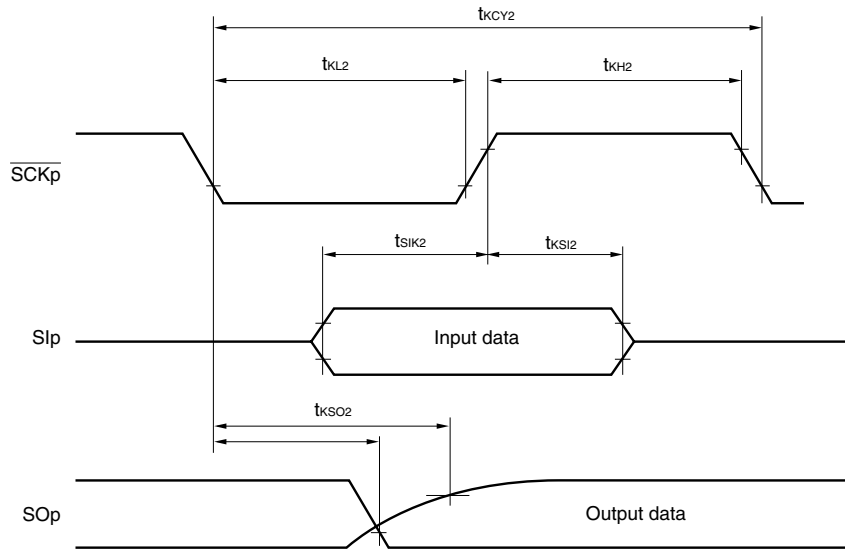 tKCY2
tKL2
tKH2
SCKp
tSIK2
tKSI2
SIp
Input data
tKSO2
SOp
Output data